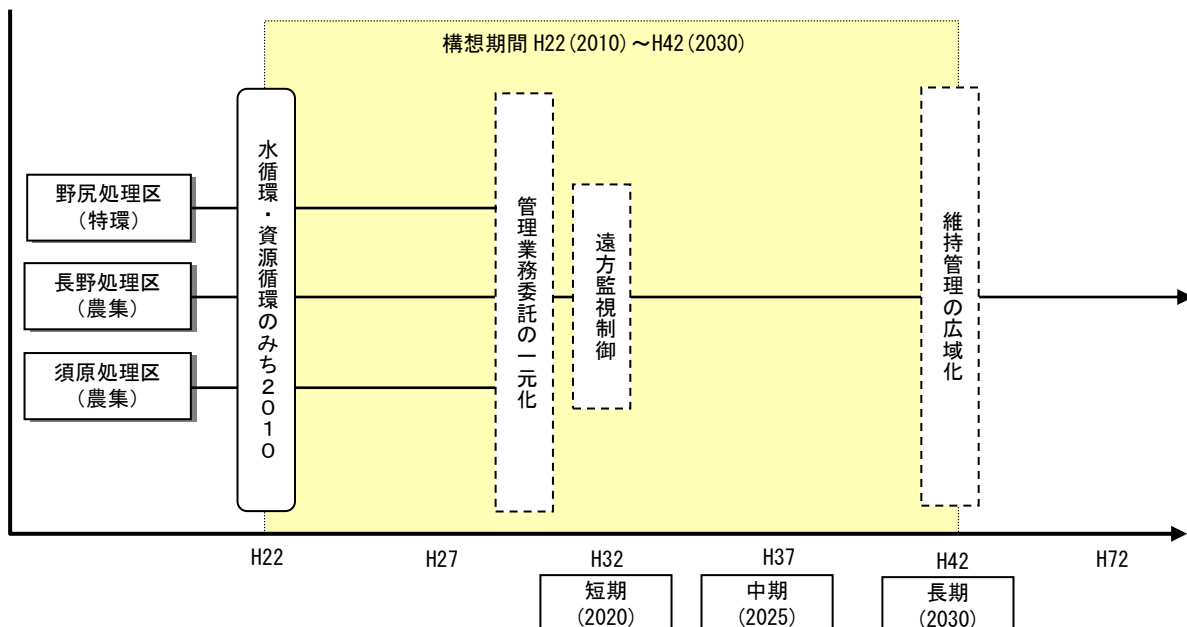 構想期間 H22(2010)～H42(2030)
野尻処理区
(特環)
長野処理区
(農集)
須原処理区
(農集)
水循環・資源循環のみち2010
管理業務委託の一元化
遠方監視制御
維持管理の広域化
H22
H27
H32
H37
H42
H72
短期
(2020)
中期
(2025)
長期
(2030)